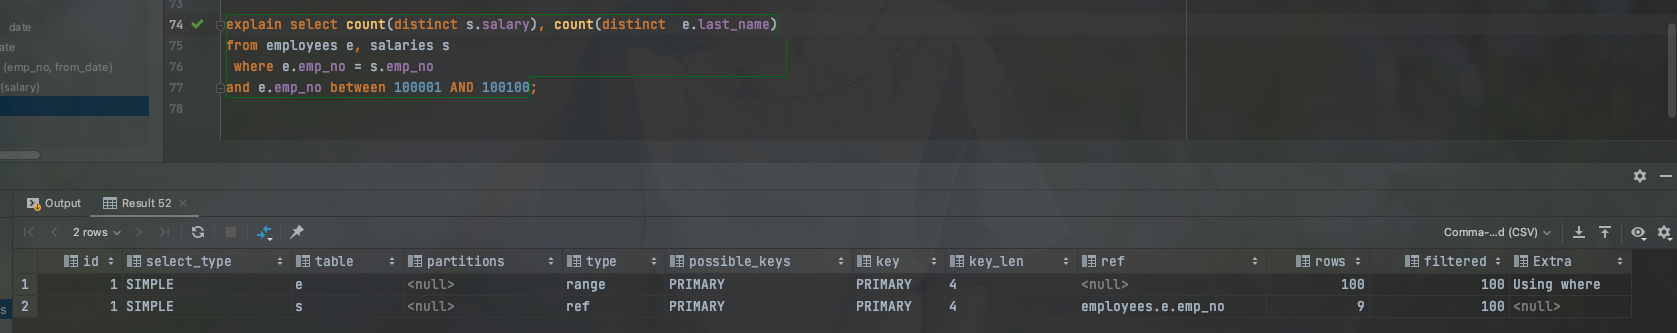 73
date
ate
(emp_no, from_date)
(salary)
74 explain select count(distinct s.salary), count(distinct  e.last_name)
75 from employees e, salaries s
76  where e.emp_no = s.emp_no
77 and e.emp_no between 100001 AND 100100;
78
Output Result 52
2 rows Comma-...d (CSV)
id select_type table partitions type possible_keys key key_len ref rows filtered Extra
1 1 SIMPLE e <null> range PRIMARY PRIMARY 4 <null> 100 100 Using where
s 2 1 SIMPLE s <null> ref PRIMARY PRIMARY 4 employees.e.emp_no 9 100 <null>